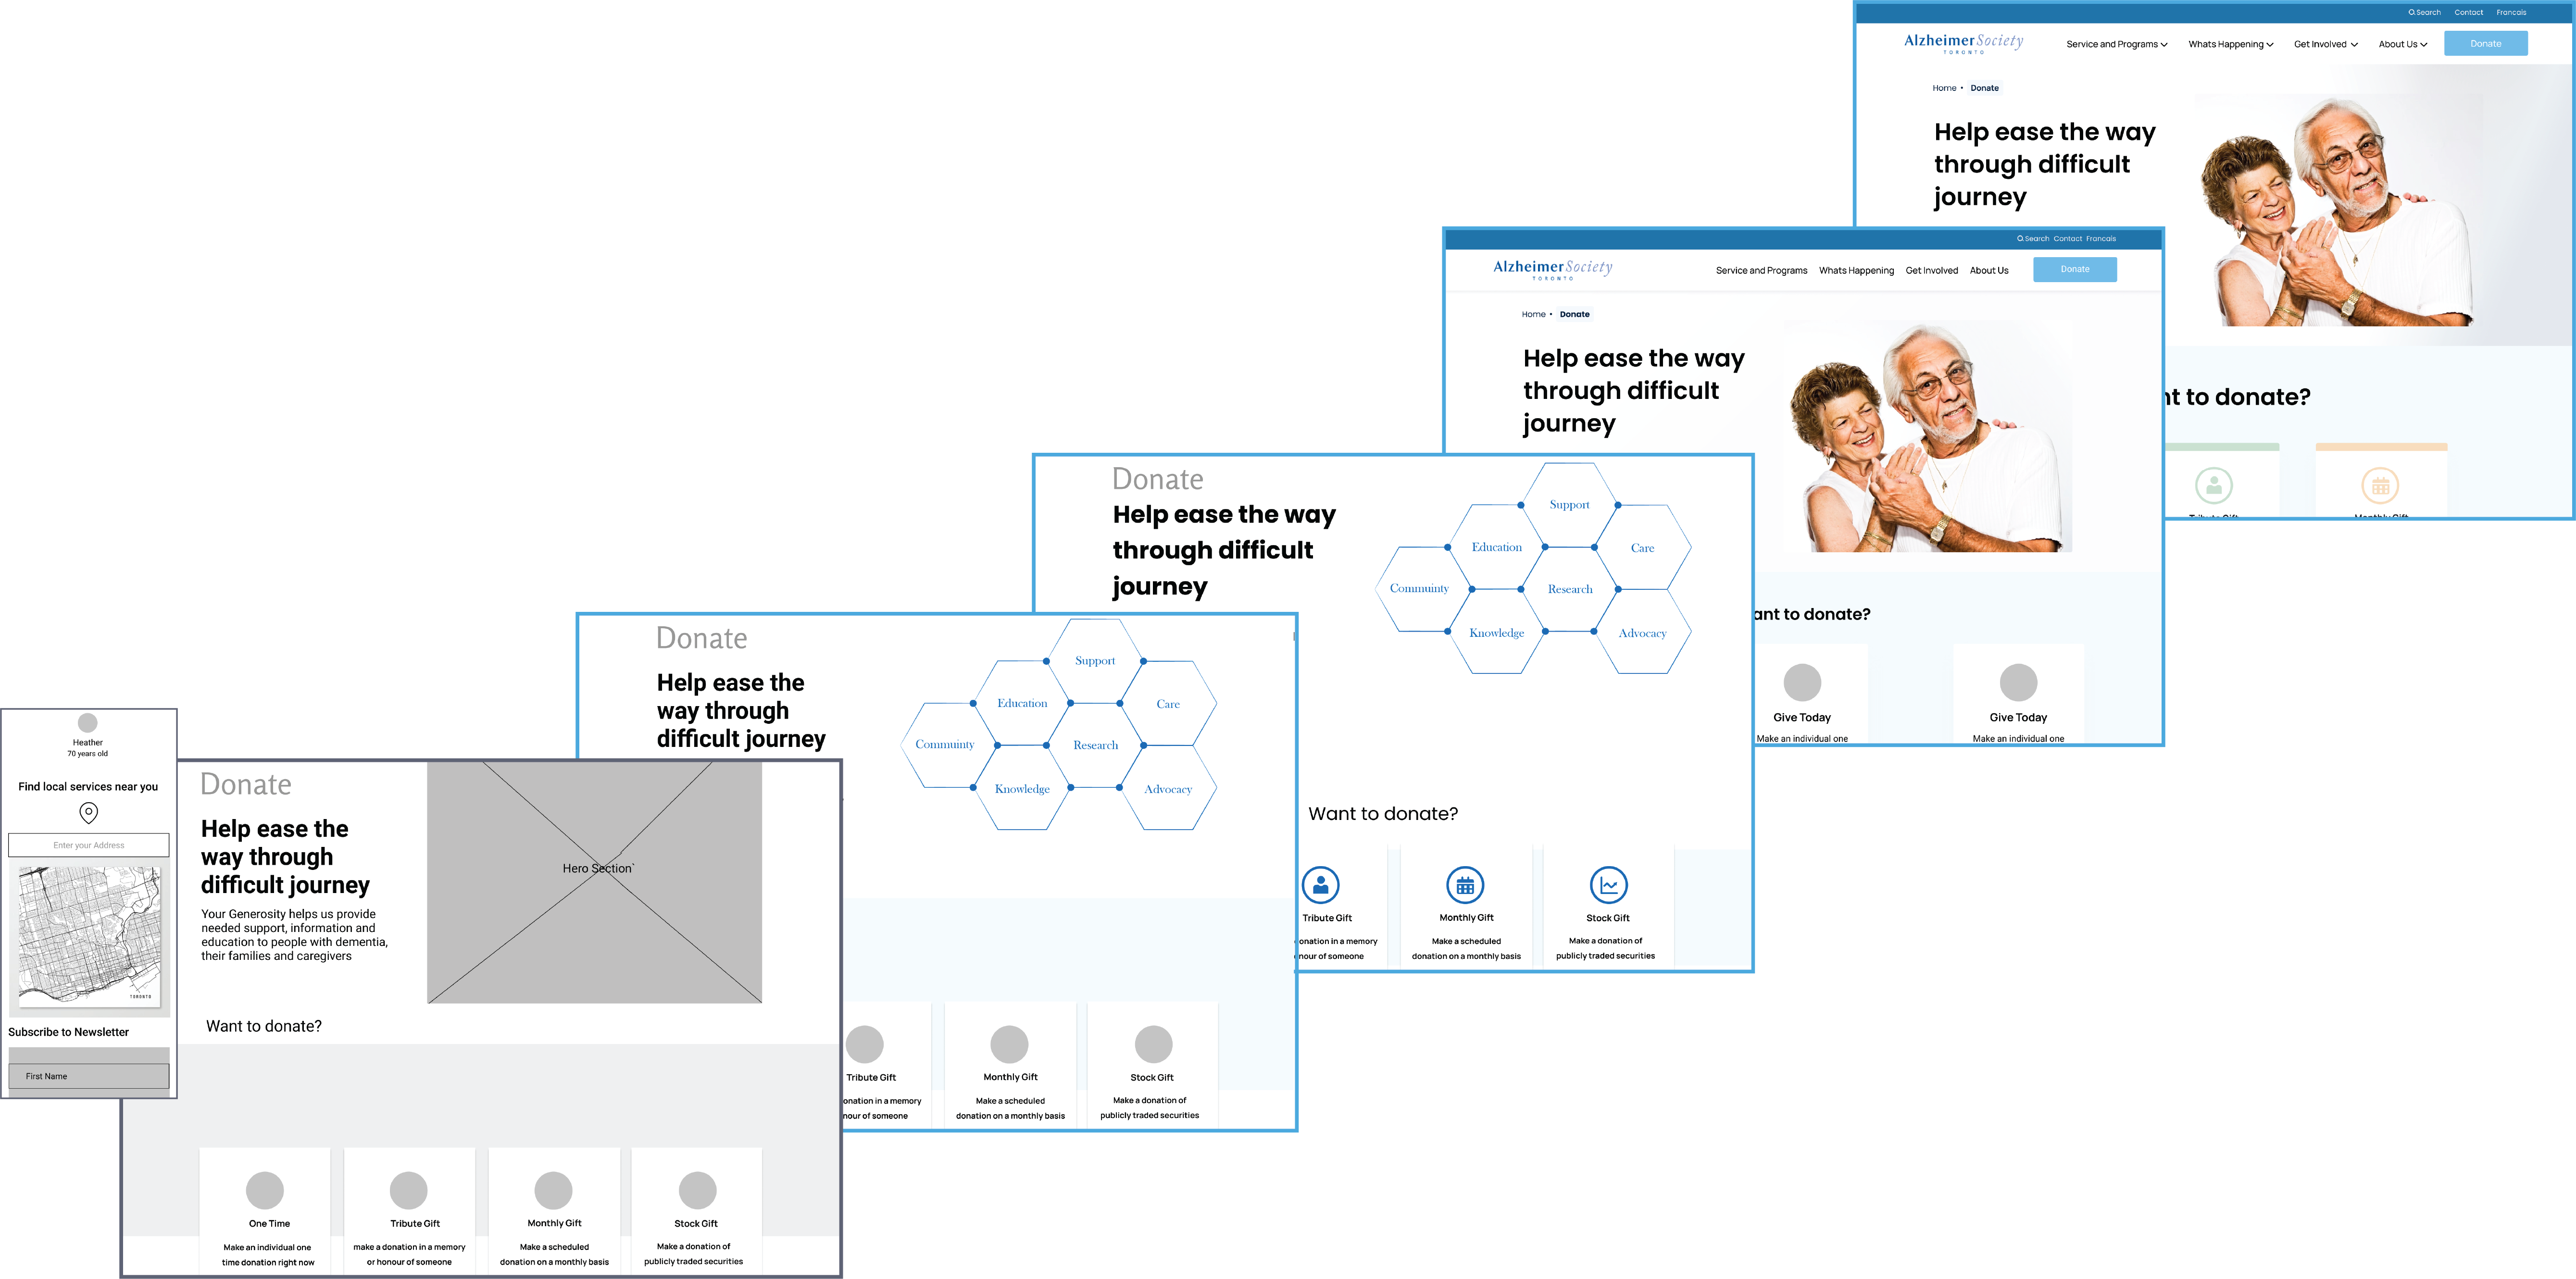 Heather
70 years old
Find local services near you
Enter your Address
TORONTO
Subscribe to Newsletter
First Name
Donate
Help ease the
way through
difficult journey
Your Generosity helps us provide
needed support, information and
education to people with dementia,
their families and caregivers
Hero Section`
Want to donate?
One Time
Make an individual one
time donation right now
Tribute Gift
make a donation in a memory
or honour of someone
Monthly Gift
Make a scheduled
donation on a monthly basis
Stock Gift
Make a donation of
publicly traded securities
Donate
Help ease the
way through
difficult journey
Support
Education
Care
Commuinty
Research
Knowledge
Advocacy
Tribute Gift
onation in a memory
nour of someone
Monthly Gift
Make a scheduled
donation on a monthly basis
Stock Gift
Make a donation of
publicly traded securities
Donate
Help ease the way
through difficult
journey
Support
Education
Care
Commuinty
Research
Knowledge
Advocacy
Want to donate?
Tribute Gift
onation in a memory
nour of someone
Monthly Gift
Make a scheduled
donation on a monthly basis
Stock Gift
Make a donation of
publicly traded securities
Search Contact Francais
AlzheimerSociety
TORONTO
Service and Programs Whats Happening Get Involved About Us Donate
Home • Donate
Help ease the way
through difficult
journey
ant to donate?
Give Today
Make an individual one
Give Today
Make an individual one
Search Contact Francais
AlzheimerSociety
TORONTO
Service and Programs Whats Happening Get Involved About Us Donate
Home • Donate
Help ease the way
through difficult
journey
nt to donate?
Tribute Gift
Monthly Gift